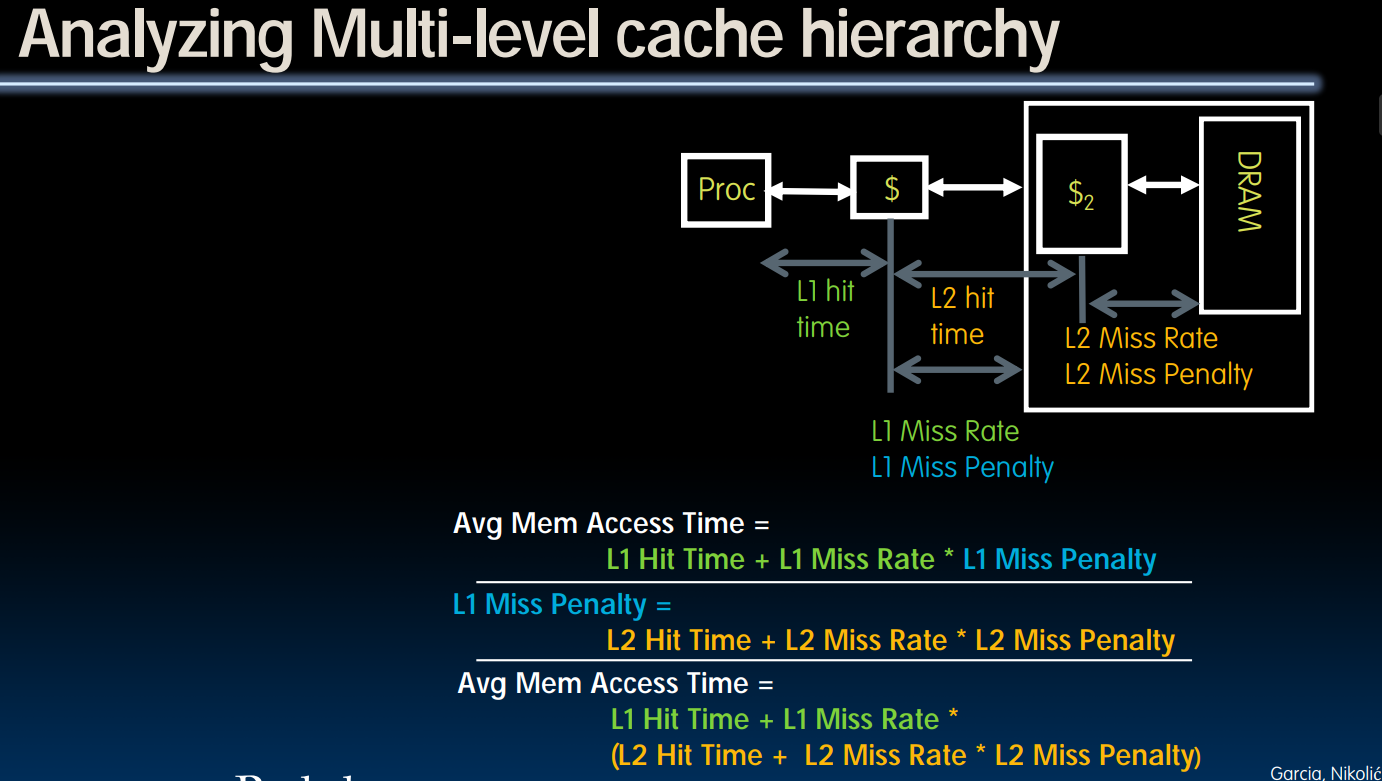 Analyzing Multi-level cache hierarchy
Proc
$
$2
DRAM
L1 hit
time
L2 hit
time
L2 Miss Rate
L2 Miss Penalty
L1 Miss Rate
L1 Miss Penalty
Avg Mem Access Time =
L1 Hit Time + L1 Miss Rate * L1 Miss Penalty
L1 Miss Penalty =
L2 Hit Time + L2 Miss Rate * L2 Miss Penalty
Avg Mem Access Time =
L1 Hit Time + L1 Miss Rate *
(L2 Hit Time + L2 Miss Rate * L2 Miss Penalty)
Garcia, Nikolić